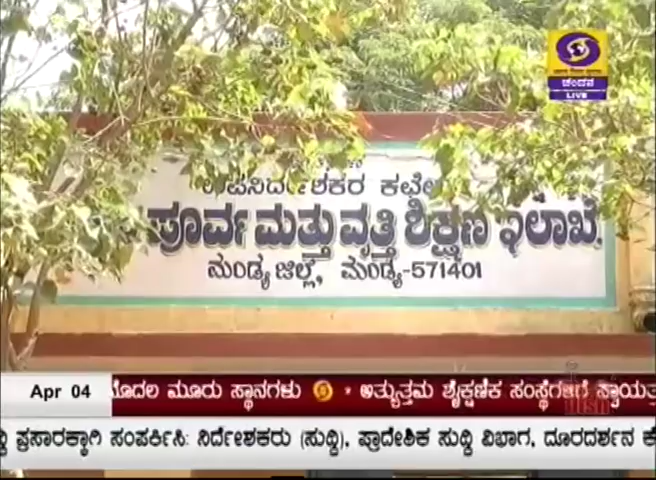 ಚಂದನ
LIVE
ಉಪನಿರ್ದೇಶಕರ ಕಛೇರಿ
ಪೂರ್ವ ಮತ್ತು ವೃತ್ತಿ ಶಿಕ್ಷಣ ಇಲಾಖೆ.
ಮಂಡ್ಯ ಜಿಲ್ಲೆ, ಮಂಡ್ಯ-571401
Apr 04 ಮೊದಲ ಮೂರು ಸ್ಥಾನಗಳು * ಅತ್ಯುತ್ತಮ ಶೈಕ್ಷಣಿಕ ಸಂಸ್ಥೆಗಳಿಗೆ ಸ್ವಾಯತ್
ಪ್ರಸಾರಕ್ಕಾಗಿ ಸಂಪರ್ಕಿಸಿ: ನಿರ್ದೇಶಕರು (ಸುದ್ದಿ), ಪ್ರಾದೇಶಿಕ ಸುದ್ದಿ ವಿಭಾಗ, ದೂರದರ್ಶನ ಕೇ